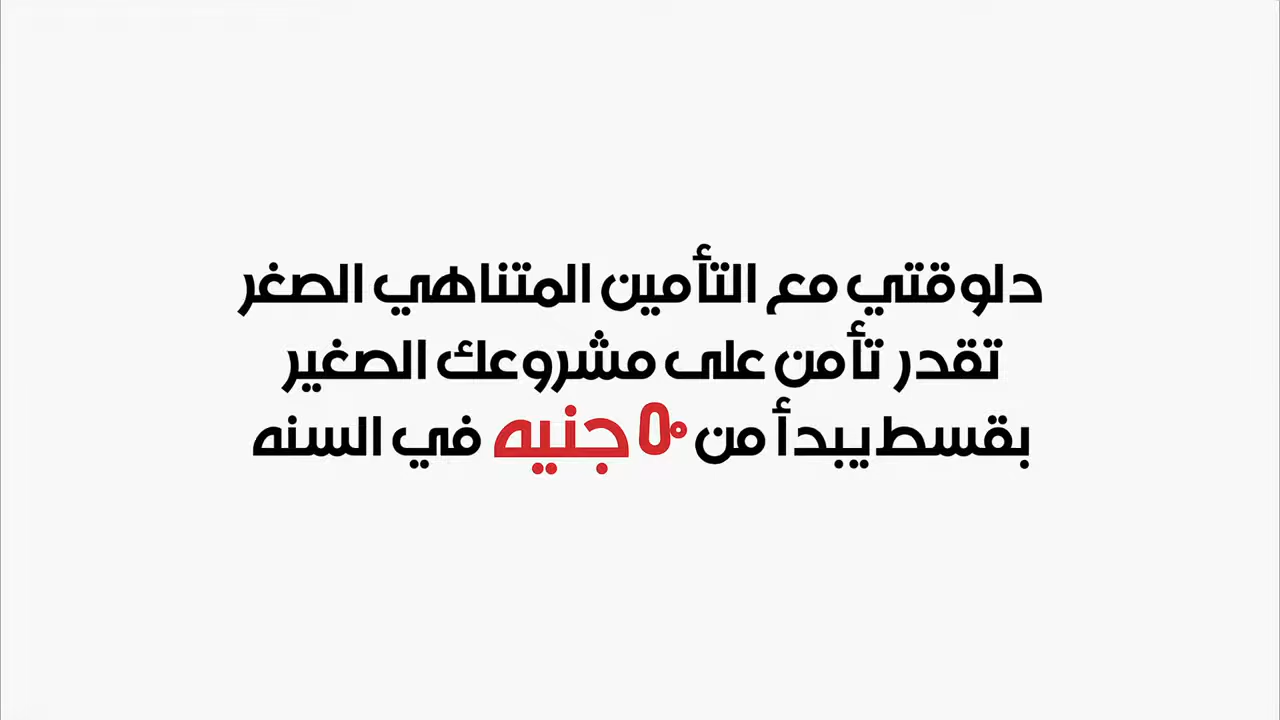 دلوقتي مع التأمين المتناهي الصغر
تقدر تأمن على مشروعك الصغير
بقسط يبدأ من ٥٠ جنيه في السنه